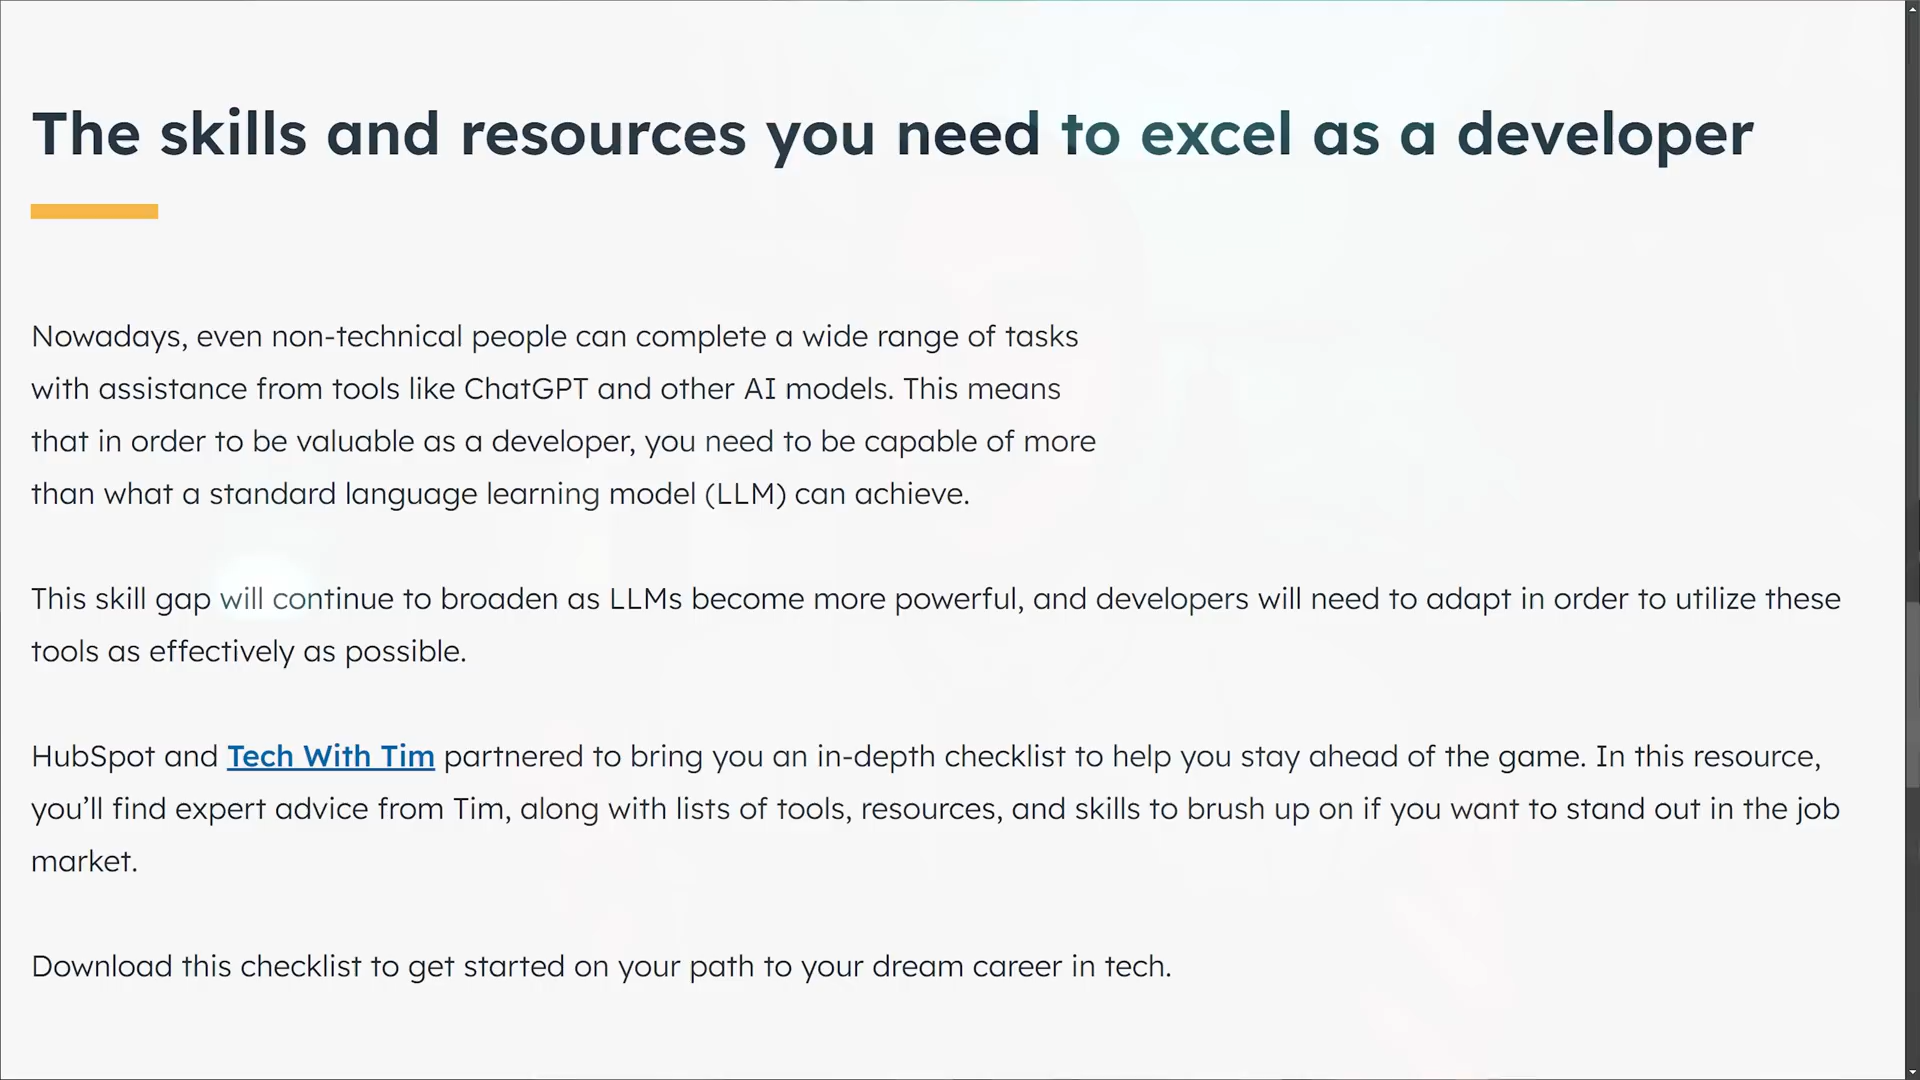 The skills and resources you need to excel as a developer
Nowadays, even non-technical people can complete a wide range of tasks
with assistance from tools like ChatGPT and other AI models. This means
that in order to be valuable as a developer, you need to be capable of more
than what a standard language learning model (LLM) can achieve.
This skill gap will continue to broaden as LLMs become more powerful, and developers will need to adapt in order to utilize these
tools as effectively as possible.
HubSpot and Tech With Tim partnered to bring you an in-depth checklist to help you stay ahead of the game. In this resource,
you’ll find expert advice from Tim, along with lists of tools, resources, and skills to brush up on if you want to stand out in the job
market.
Download this checklist to get started on your path to your dream career in tech.